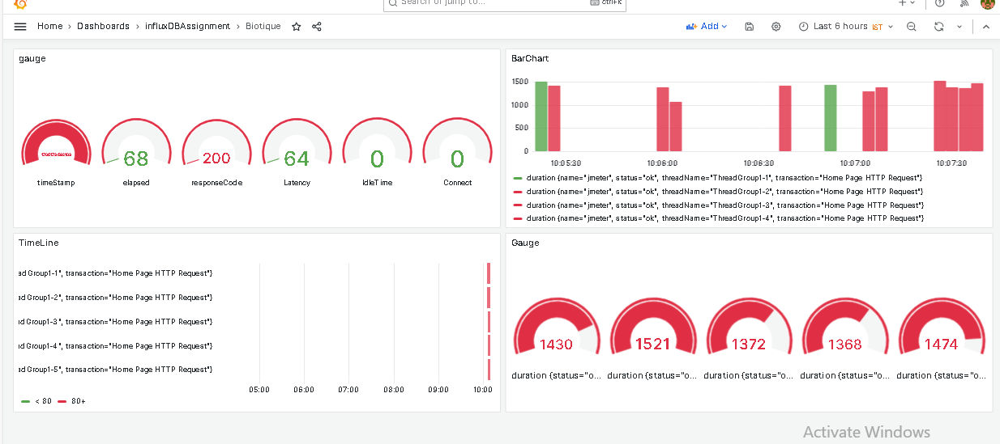 Search or jump to...
ctrl+k
Home > Dashboards > influxDBAssignment > Biotique
Add
Last 6 hours IST
gauge
68
200
64
0
0
timeStamp
elapsed
responseCode
Latency
IdleTime
Connect
BarChart
1500
1000
500
0
10:05:30
10:06:00
10:06:30
10:07:00
10:07:30
duration {name="jmeter", status="ok", threadName="ThreadGroup1-1", transaction="Home Page HTTP Request"}
duration {name="jmeter", status="ok", threadName="ThreadGroup1-2", transaction="Home Page HTTP Request"}
duration {name="jmeter", status="ok", threadName="ThreadGroup1-3", transaction="Home Page HTTP Request"}
duration {name="jmeter", status="ok", threadName="ThreadGroup1-4", transaction="Home Page HTTP Request"}
TimeLine
ad Group1-1", transaction="Home Page HTTP Request"}
ad Group1-2", transaction="Home Page HTTP Request"}
ad Group1-3", transaction="Home Page HTTP Request"}
ad Group1-4", transaction="Home Page HTTP Request"}
ad Group1-5", transaction="Home Page HTTP Request"}
05:00
06:00
07:00
08:00
09:00
10:00
< 80
80+
Gauge
1430
1521
1372
1368
1474
duration {status="o...
duration {status="o...
duration {status="o...
duration {status="o...
duration {status="o...
Activate Windows